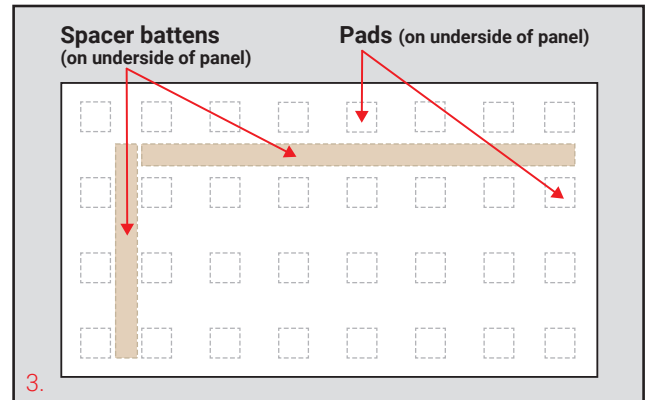 Spacer battens
(on underside of panel)
Pads (on underside of panel)
3.